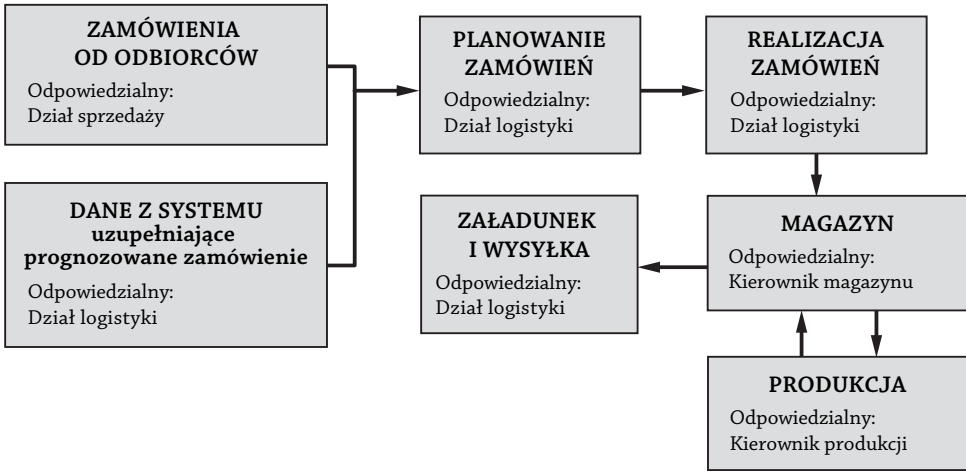 ZAMÓWIENIA
OD ODBIORCÓW
Odpowiedzialny:
Dział sprzedaży
DANE Z SYSTEMU
uzupełniające
prognozowane zamówienie
Odpowiedzialny:
Dział logistyki
PLANOWANIE
ZAMÓWIEŃ
Odpowiedzialny:
Dział logistyki
REALIZACJA
ZAMÓWIEŃ
Odpowiedzialny:
Dział logistyki
MAGAZYN
Odpowiedzialny:
Kierownik magazynu
PRODUKCJA
Odpowiedzialny:
Kierownik produkcji
ZAŁADUNEK
I WYSYŁKA
Odpowiedzialny:
Dział logistyki